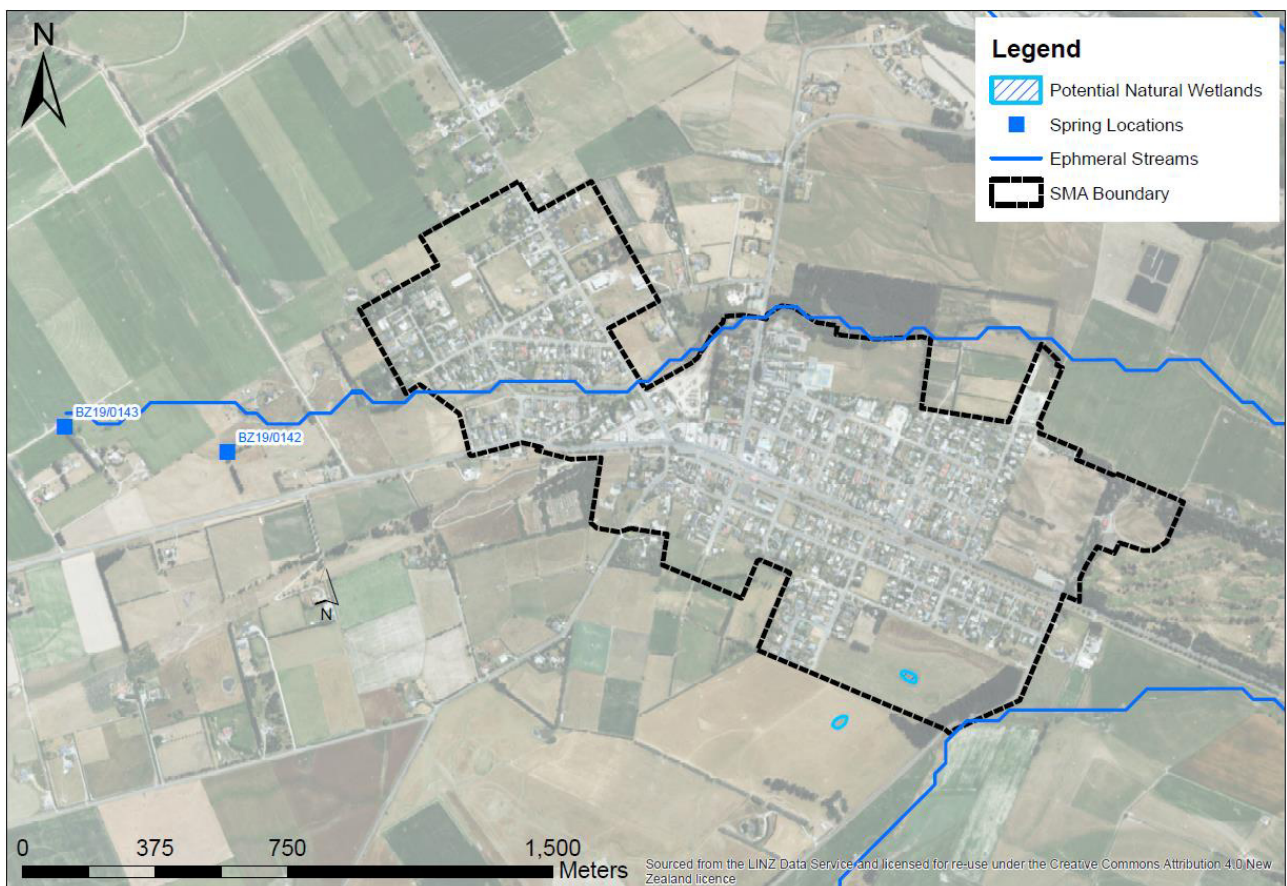 N
Legend
Potential Natural Wetlands
Spring Locations
Ephmeral Streams
SMA Boundary
BZ19/0143
BZ19/0142
N
0 375 750 1,500
Meters
Sourced from the LINZ Data Service and licensed for re-use under the Creative Commons Attribution 4.0 New
Zealand licence